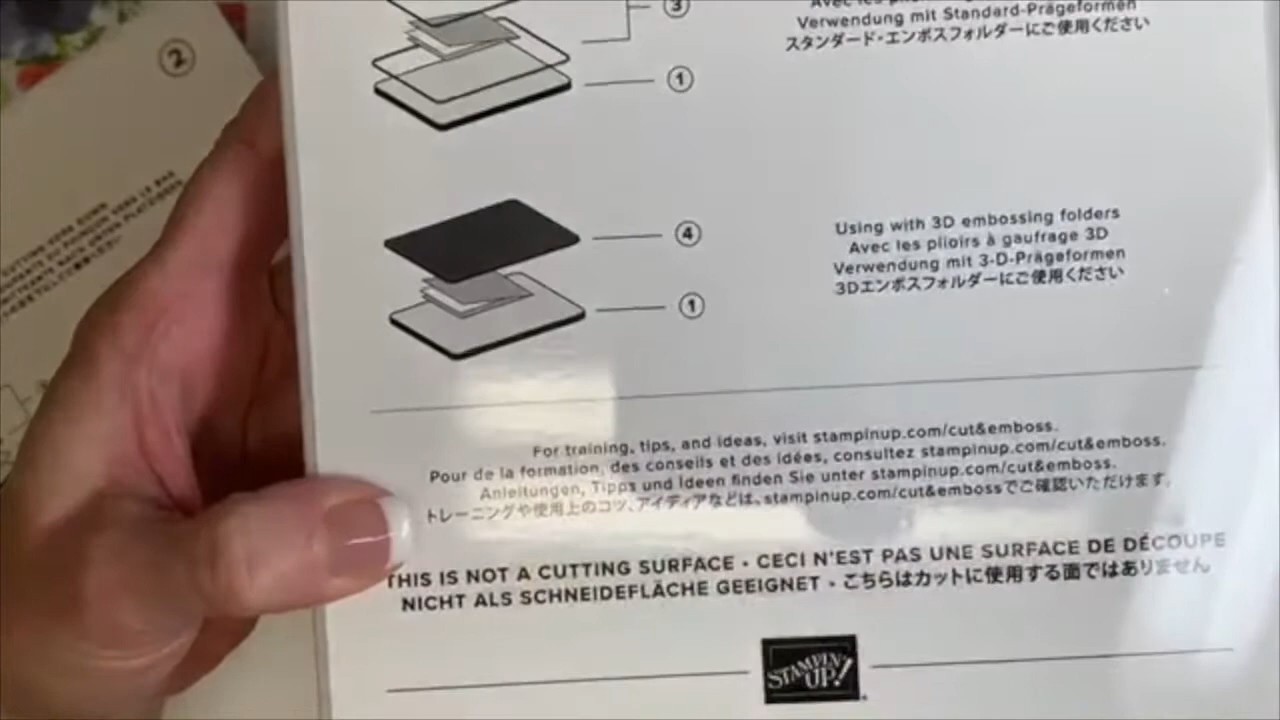 ③
Verwendung mit Standard-Prägeformen
スタンダード・エンボスフォルダーにご使用ください
①
④
①
Using with 3D embossing folders
Avec les plioirs à gaufrage 3D
Verwendung mit 3-D-Prägeformen
3Dエンボスフォルダーにご使用ください
For training, tips, and ideas, visit stampinup.com/cut&emboss.
Pour de la formation, des conseils et des idées, consultez stampinup.com/cut&emboss.
Anleitungen, Tipps und Ideen finden Sie unter stampinup.com/cut&emboss.
トレーニングや使用上のコツ、アイディアなどは、stampinup.com/cut&embossでご確認いただけます。
THIS IS NOT A CUTTING SURFACE • CECI N'EST PAS UNE SURFACE DE DÉCOUPE
NICHT ALS SCHNEIDEFLÄCHE GEEIGNET • こちらはカットに使用する面ではありません
STAMPIN' UP!
②